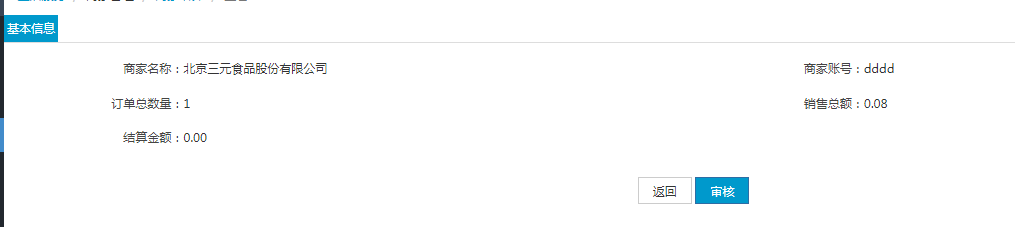 基本信息
商家名称：北京三元食品股份有限公司 商家账号：dddd
订单总数量：1 销售总额：0.08
结算金额：0.00
返回 审核